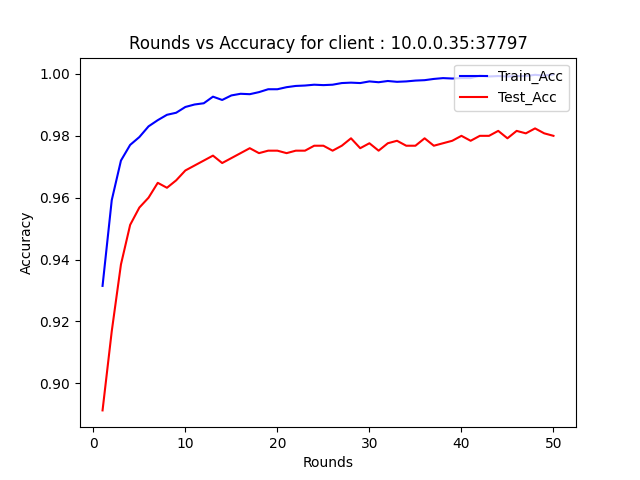 Rounds vs Accuracy for client : 10.0.0.35:37797
Train_Acc
Test_Acc
1.00
0.98
0.96
0.94
0.92
0.90
Accuracy
0 10 20 30 40 50
Rounds